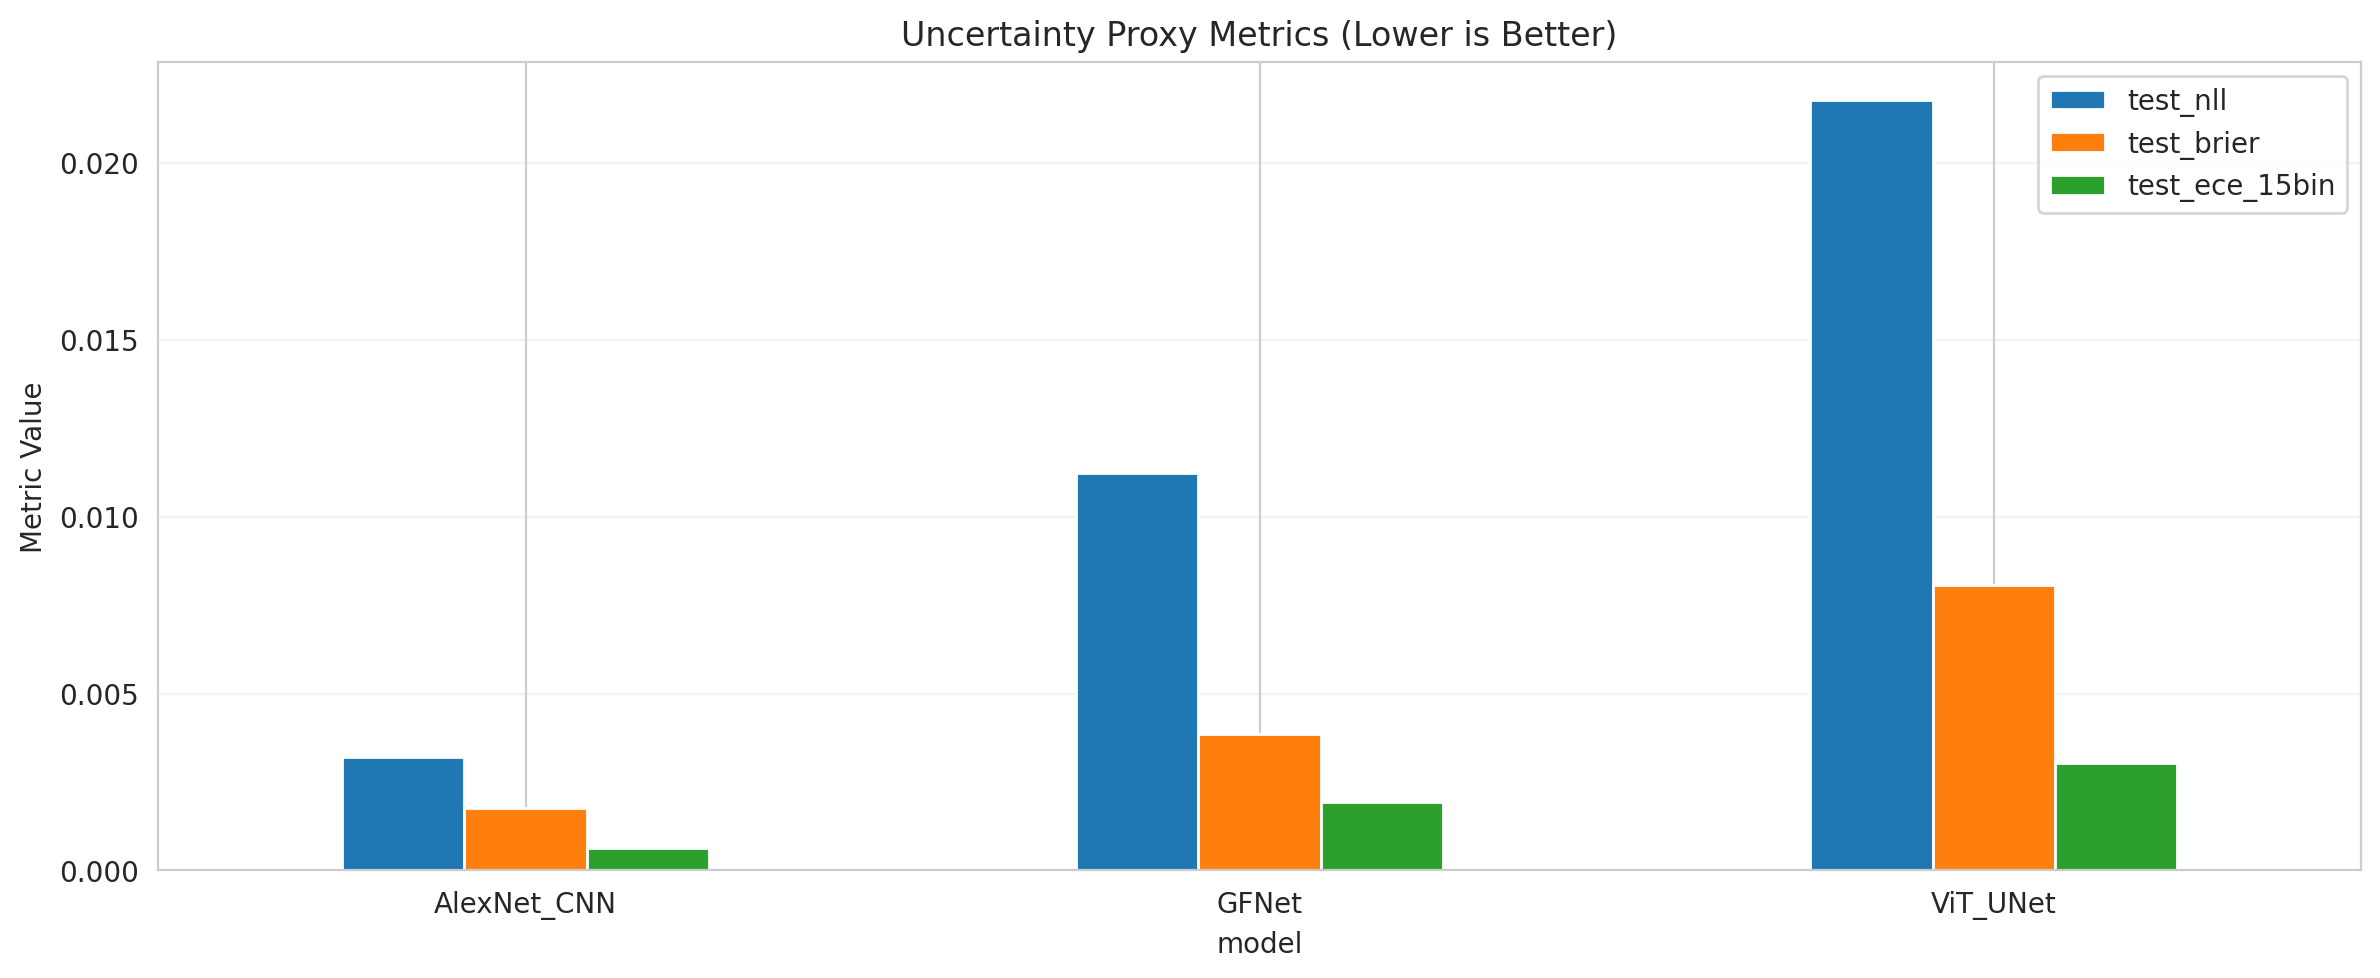 Uncertainty Proxy Metrics (Lower is Better)
test_nll
test_brier
test_ece_15bin
Metric Value
0.020
0.015
0.010
0.005
0.000
AlexNet_CNN
GFNet
ViT_UNet
model